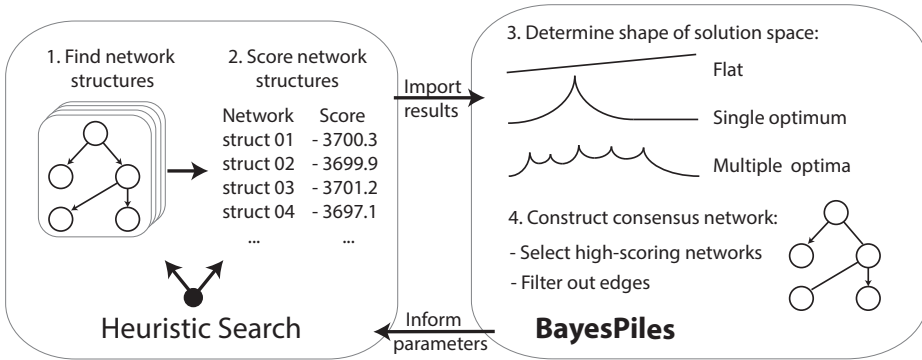 1. Find network
structures
2. Score network
structures
Network Score
struct 01 - 3700.3
struct 02 - 3699.9
struct 03 - 3701.2
struct 04 - 3697.1
... ...
Heuristic Search
Import
results
Inform
parameters
3. Determine shape of solution space:
Flat
Single optimum
Multiple optima
4. Construct consensus network:
- Select high-scoring networks
- Filter out edges
BayesPiles